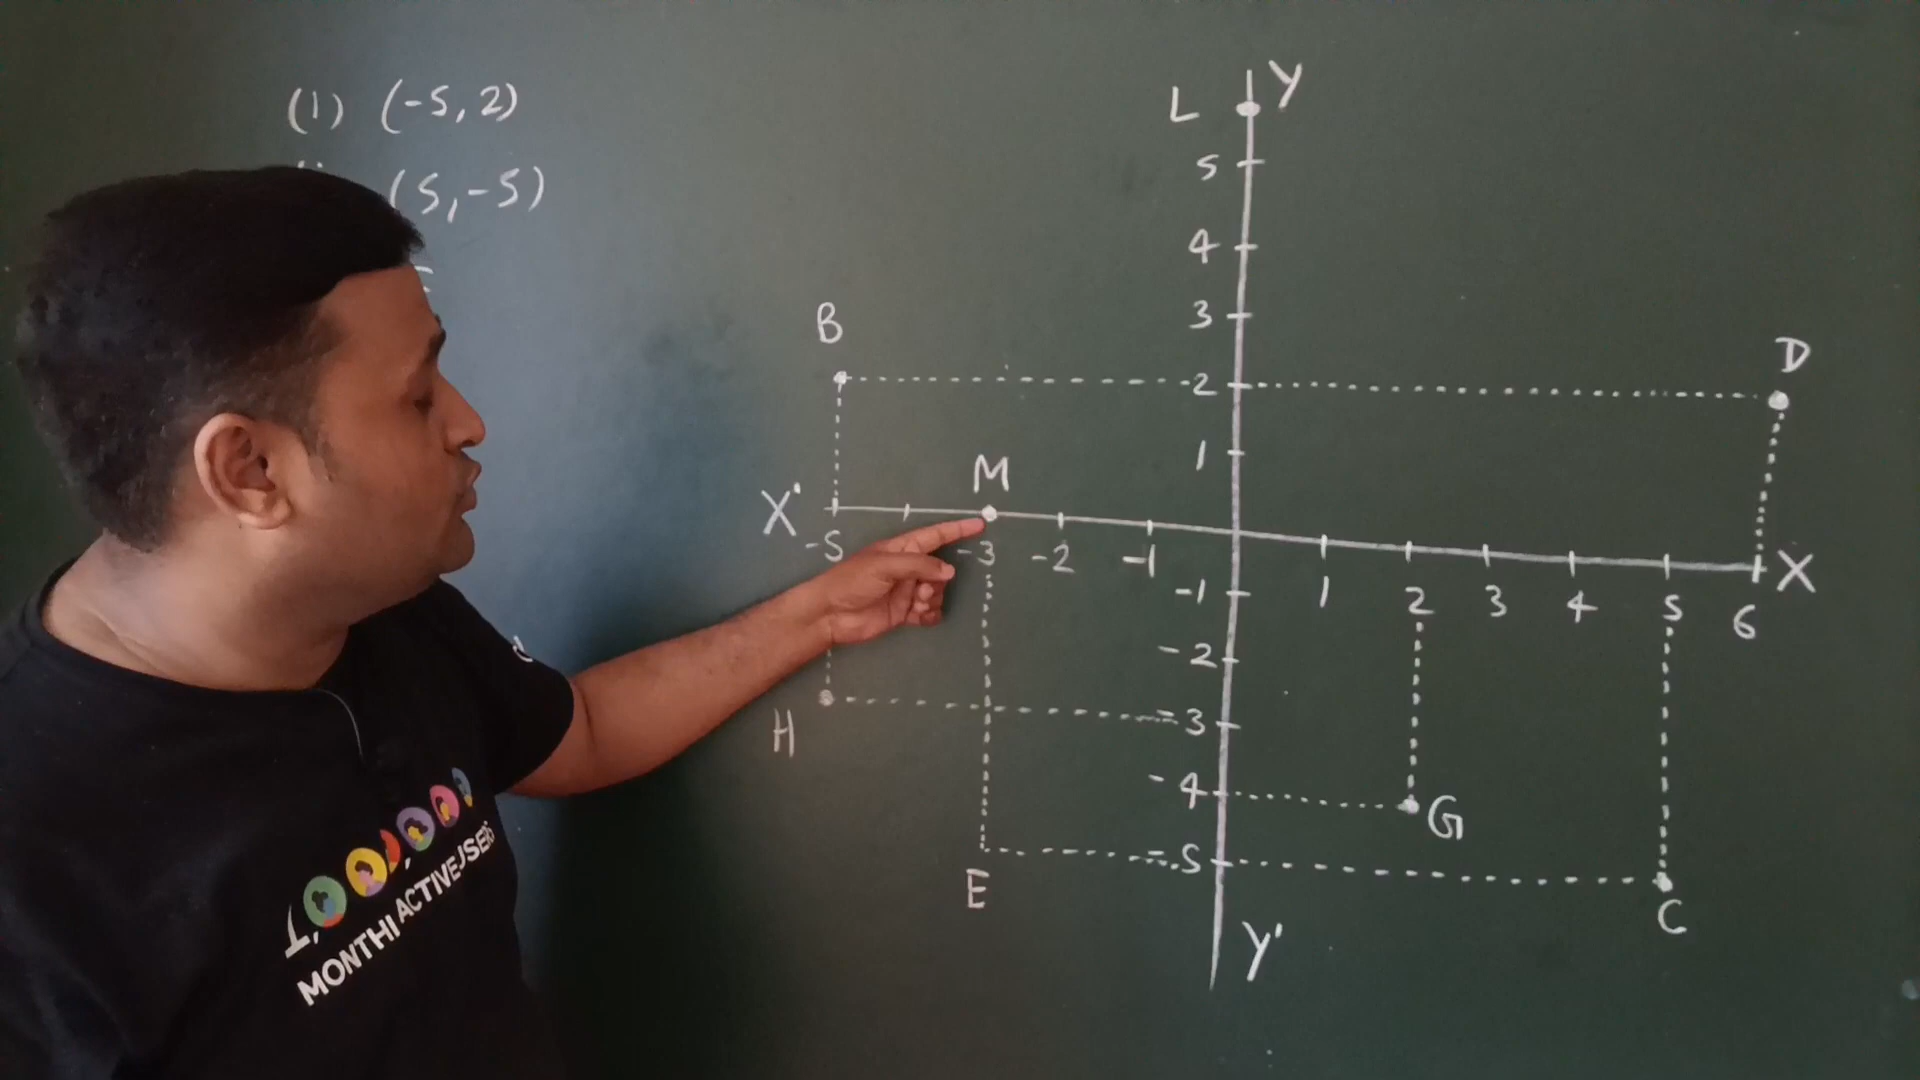 (1) (-5, 2)
(5, -5)
L Y
5
4
3
B
D
-2
1
M
X'
-5 -3 -2 -1
X
-1 1 2 3 4 5 6
-2
-3
H
-4
G
-5
E
C
Y'
MONTHI ACTIVE USERS